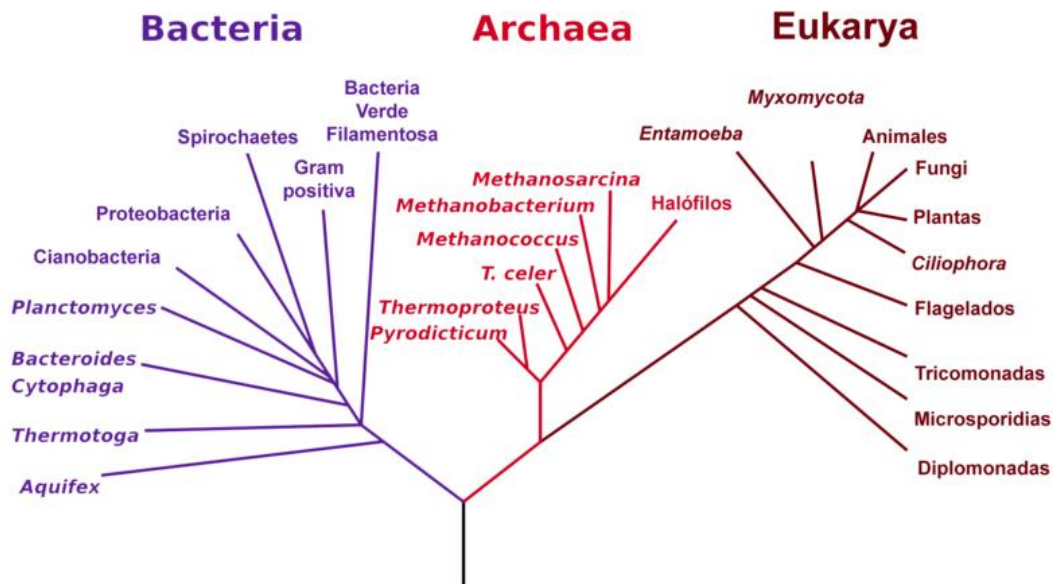 Bacteria
Archaea
Eukarya
Bacteria
Verde
Filamentosa
Spirochaetes
Gram
positiva
Proteobacteria
Cianobacteria
Planctomyces
Bacteroides
Cytophaga
Thermotoga
Aquifex
Methanosarcina
Methanobacterium
Halófilos
Methanococcus
T. celer
Thermoproteus
Pyrodicticum
Myxomycota
Entamoeba
Animales
Fungi
Plantas
Ciliophora
Flagelados
Tricomonadas
Microsporidias
Diplomonadas